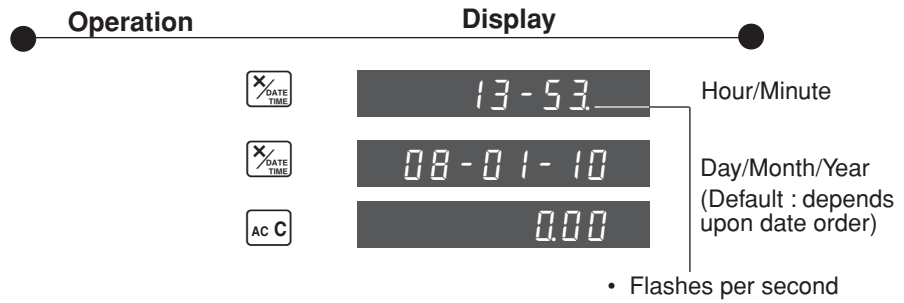 Operation Display
X/DATE TIME 13-53. Hour/Minute
X/DATE TIME 08-01-10 Day/Month/Year
(Default : depends
upon date order)
AC C 0.00
• Flashes per second